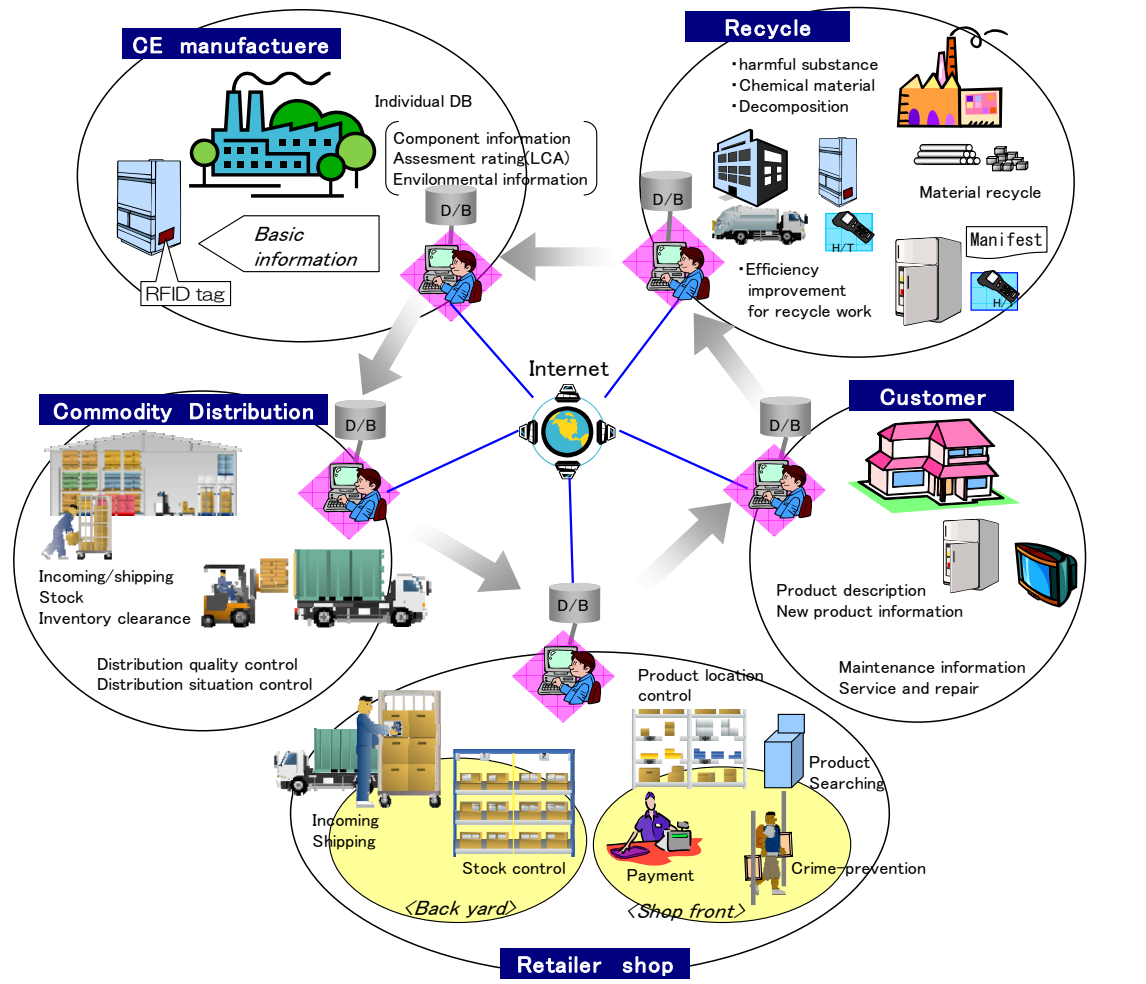 CE manufactuere
Individual DB
Component information
Assesment rating(LCA)
Envilonmental information
D/B
Basic
information
RFID tag
Recycle
・harmful substance
・Chemical material
・Decomposition
Material recycle
D/B
H/T
Manifest
H/T
・Efficiency
improvement
for recycle work
Internet
Commodity Distribution
D/B
Incoming/shipping
Stock
Inventory clearance
Distribution quality control
Distribution situation control
Customer
D/B
Product description
New product information
Maintenance information
Service and repair
D/B
Product location
control
Product
Searching
Incoming
Shipping
Stock control
Payment
Crime-prevention
<Back yard>
<Shop front>
Retailer shop